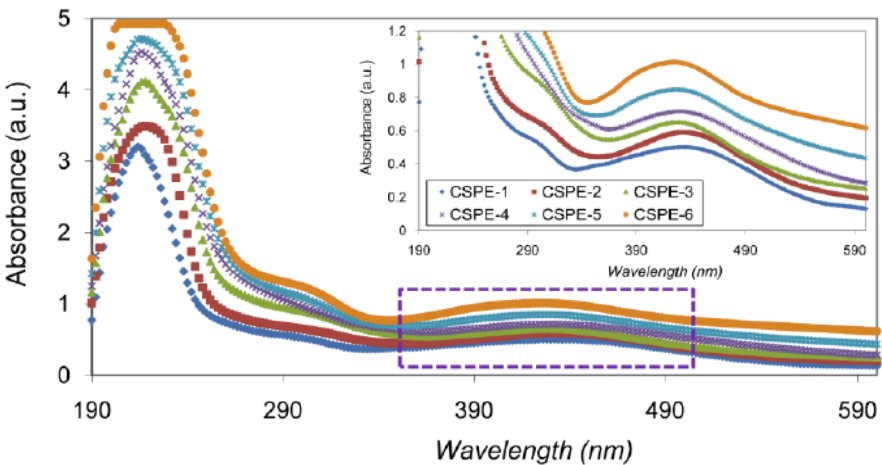 5
4
3
2
1
0
Absorbance (a.u.)
190 290 390 490 590
Wavelength (nm)
1.2
1
0.8
0.6
0.4
0.2
0
Absorbance (a.u.)
CSPE-1 CSPE-2 CSPE-3
CSPE-4 CSPE-5 CSPE-6
190 290 390 490 590
Wavelength (nm)